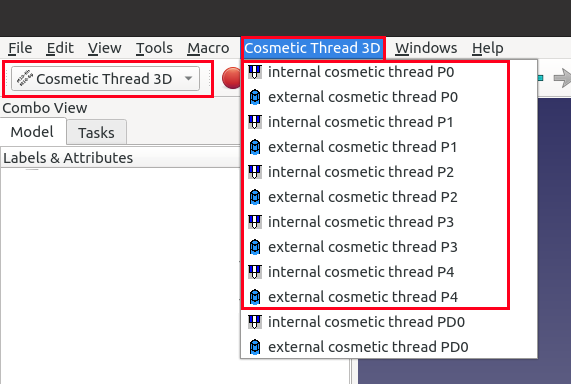 File Edit View Tools Macro Cosmetic Thread 3D Windows Help
Cosmetic Thread 3D
Combo View
Model Tasks
Labels & Attributes
internal cosmetic thread P0
external cosmetic thread P0
internal cosmetic thread P1
external cosmetic thread P1
internal cosmetic thread P2
external cosmetic thread P2
internal cosmetic thread P3
external cosmetic thread P3
internal cosmetic thread P4
external cosmetic thread P4
internal cosmetic thread PD0
external cosmetic thread PD0